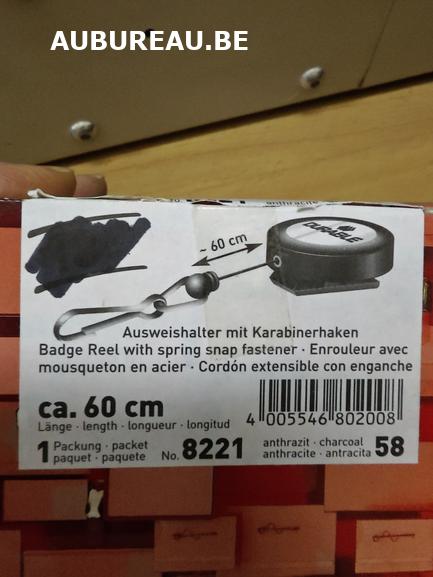 AUBUREAU.BE
~ 60 cm
DURABLE
Ausweishalter mit Karabinerhaken
Badge Reel with spring snap fastener · Enrouleur avec
mousqueton en acier · Cordón extensible con enganche
ca. 60 cm
Länge · length · longueur · longitud
4 005546 802008
1 Packung · packet
paquet · paquete
No. 8221
anthrazit · charcoal
anthracite · antracita 58